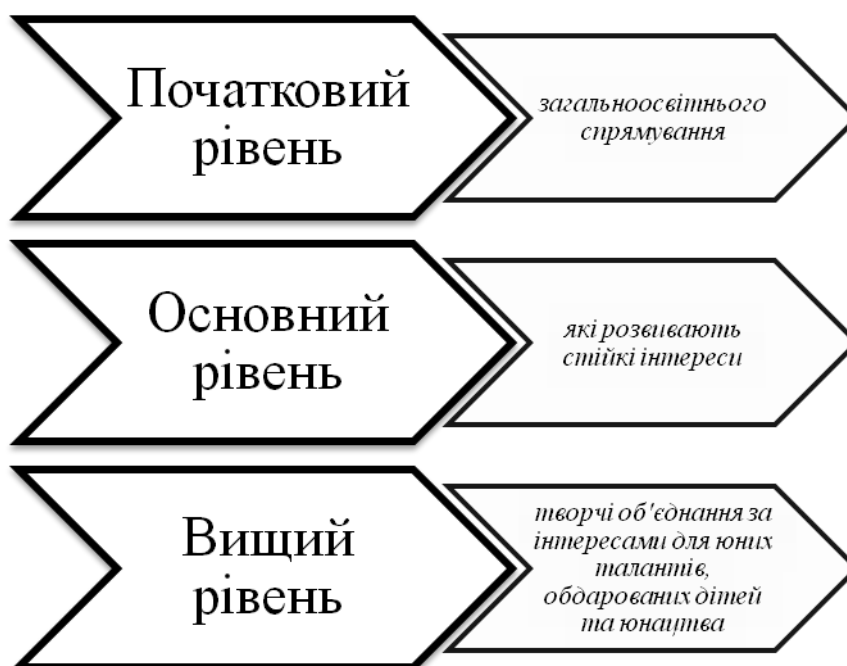 Початковий
рівень
загальноосвітнього
спрямування
Основний
рівень
які розвивають
стійкі інтереси
Вищий
рівень
творчі об'єднання за
інтересами для юних
талантів,
обдарованих дітей
та юнацтва